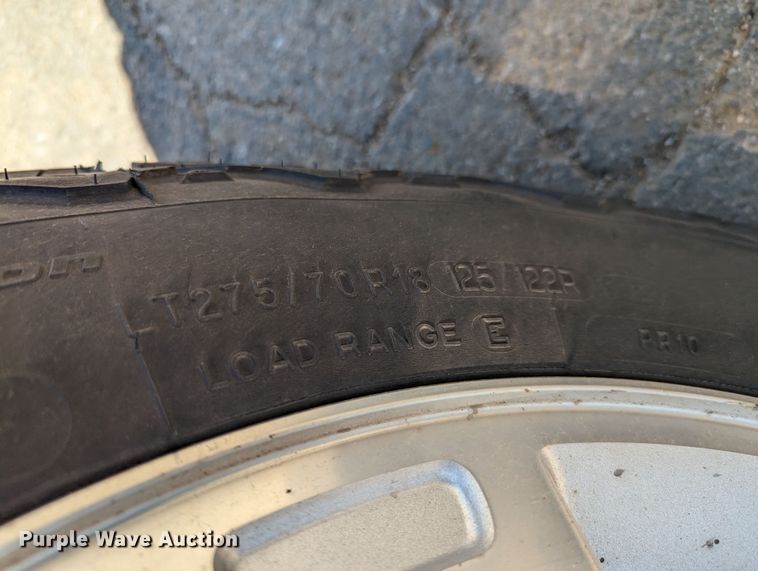 LT275/70R18 125/122R
LOAD RANGE E
PR10
Purple Wave Auction